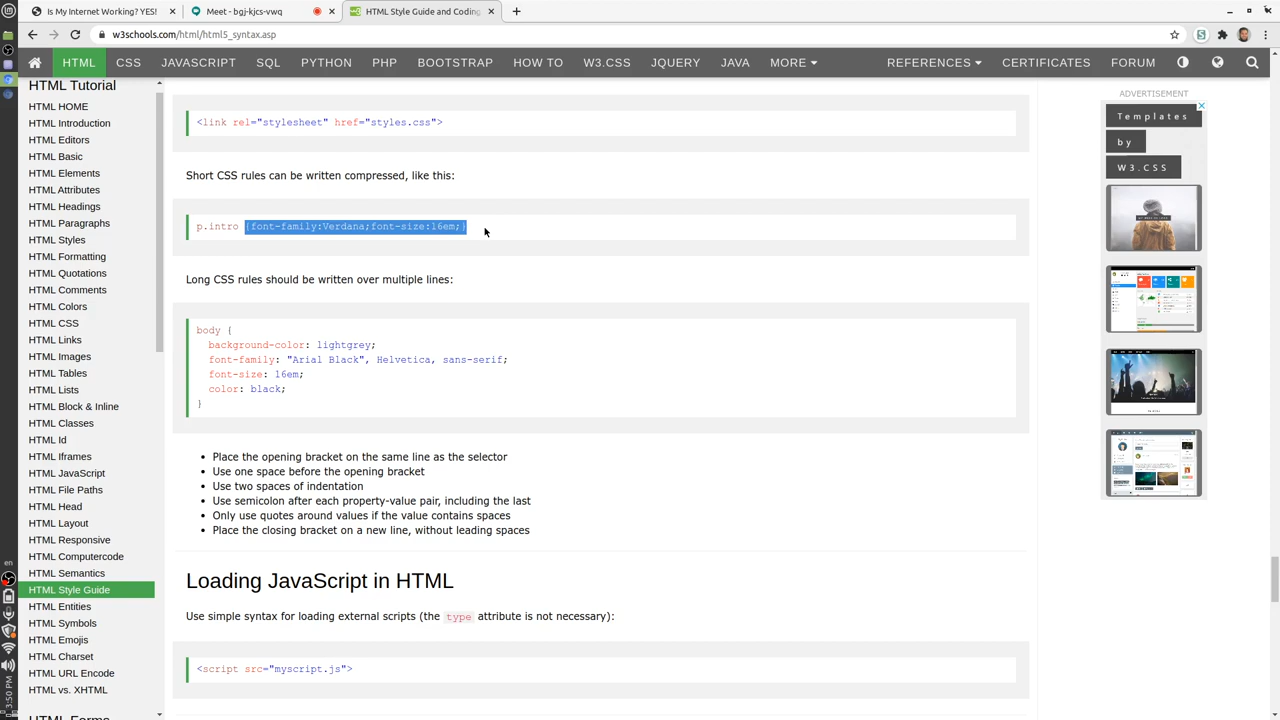 Is My Internet Working? YES!
Meet - bgj-kjcs-vwq
HTML Style Guide and Coding
w3schools.com/html/html5_syntax.asp
HTML
CSS
JAVASCRIPT
SQL
PYTHON
PHP
BOOTSTRAP
HOW TO
W3.CSS
JQUERY
JAVA
MORE
REFERENCES
CERTIFICATES
FORUM
HTML Tutorial
HTML HOME
HTML Introduction
HTML Editors
HTML Basic
HTML Elements
HTML Attributes
HTML Headings
HTML Paragraphs
HTML Styles
HTML Formatting
HTML Quotations
HTML Comments
HTML Colors
HTML CSS
HTML Links
HTML Images
HTML Tables
HTML Lists
HTML Block & Inline
HTML Classes
HTML Id
HTML Iframes
HTML JavaScript
HTML File Paths
HTML Head
HTML Layout
HTML Responsive
HTML Computercode
HTML Semantics
HTML Style Guide
HTML Entities
HTML Symbols
HTML Emojis
HTML Charset
HTML URL Encode
HTML vs. XHTML
HTML Forms
<link rel="stylesheet" href="styles.css">
Short CSS rules can be written compressed, like this:
p.intro {font-family:Verdana;font-size:16em;}
Long CSS rules should be written over multiple lines:
body {
  background-color: lightgrey;
  font-family: "Arial Black", Helvetica, sans-serif;
  font-size: 16em;
  color: black;
}
• Place the opening bracket on the same line as the selector
• Use one space before the opening bracket
• Use two spaces of indentation
• Use semicolon after each property-value pair, including the last
• Only use quotes around values if the value contains spaces
• Place the closing bracket on a new line, without leading spaces
Loading JavaScript in HTML
Use simple syntax for loading external scripts (the type attribute is not necessary):
<script src="myscript.js">
ADVERTISEMENT
Templates
by
W3.CSS
en
3:50 PM